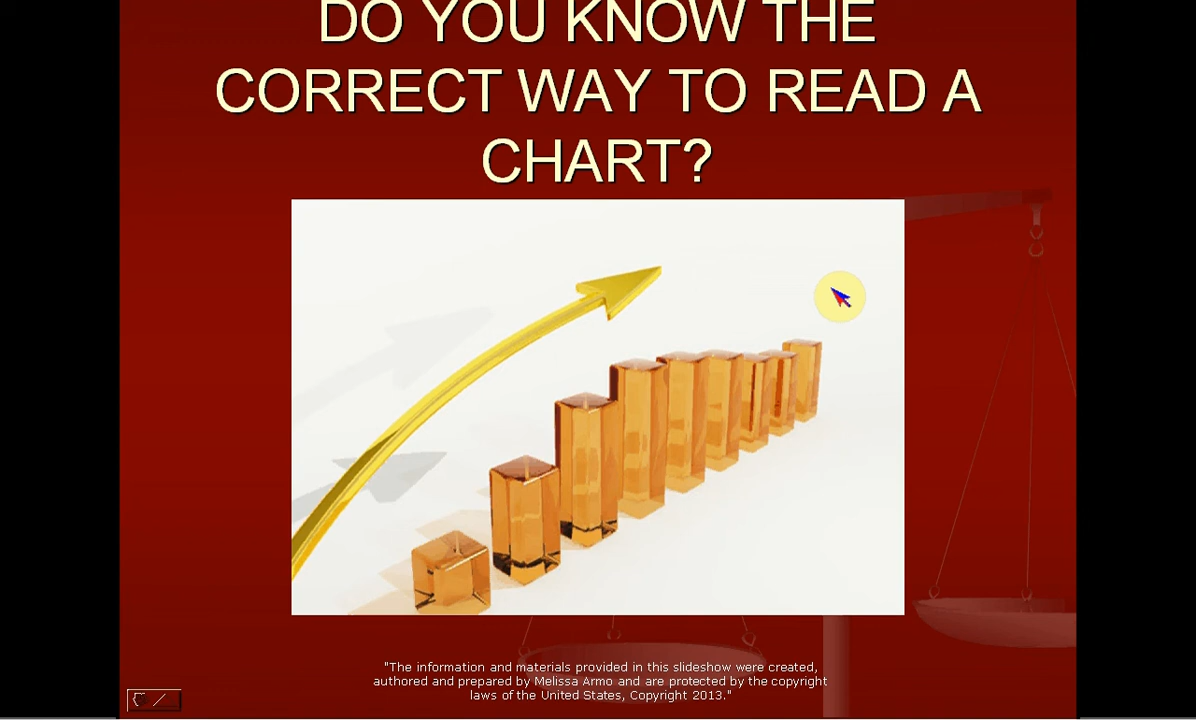 DO YOU KNOW THE
CORRECT WAY TO READ A
CHART?
"The information and materials provided in this slideshow were created,
authored and prepared by Melissa Armo and are protected by the copyright
laws of the United States, Copyright 2013."